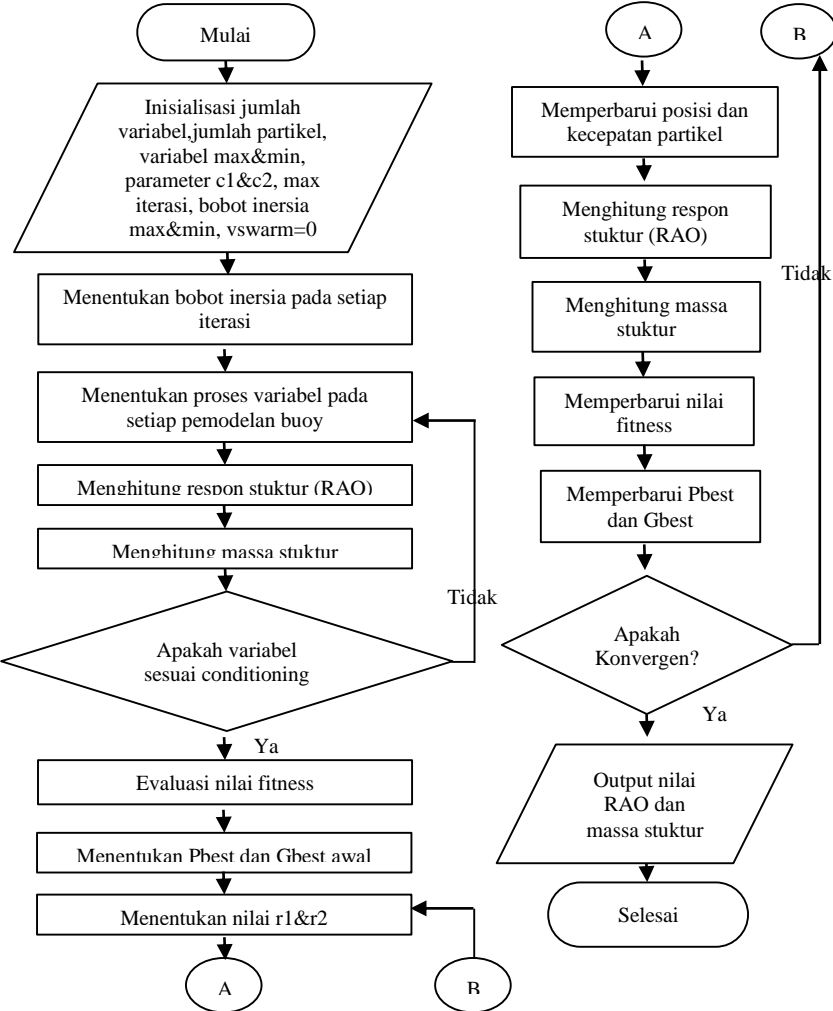 Mulai
Inisialisasi jumlah
variabel,jumlah partikel,
variabel max&min,
parameter c1&c2, max
iterasi, bobot inersia
max&min, vswarm=0
Menentukan bobot inersia pada setiap
iterasi
Menentukan proses variabel pada
setiap pemodelan buoy
Menghitung respon stuktur (RAO)
Menghitung massa stuktur
Tidak
Apakah variabel
sesuai conditioning
Ya
Evaluasi nilai fitness
Menentukan Pbest dan Gbest awal
Menentukan nilai r1&r2
A
B
A
B
Memperbarui posisi dan
kecepatan partikel
Menghitung respon
stuktur (RAO)
Tidak
Menghitung massa
stuktur
Memperbarui nilai
fitness
Memperbarui Pbest
dan Gbest
Apakah
Konvergen?
Ya
Output nilai
RAO dan
massa stuktur
Selesai